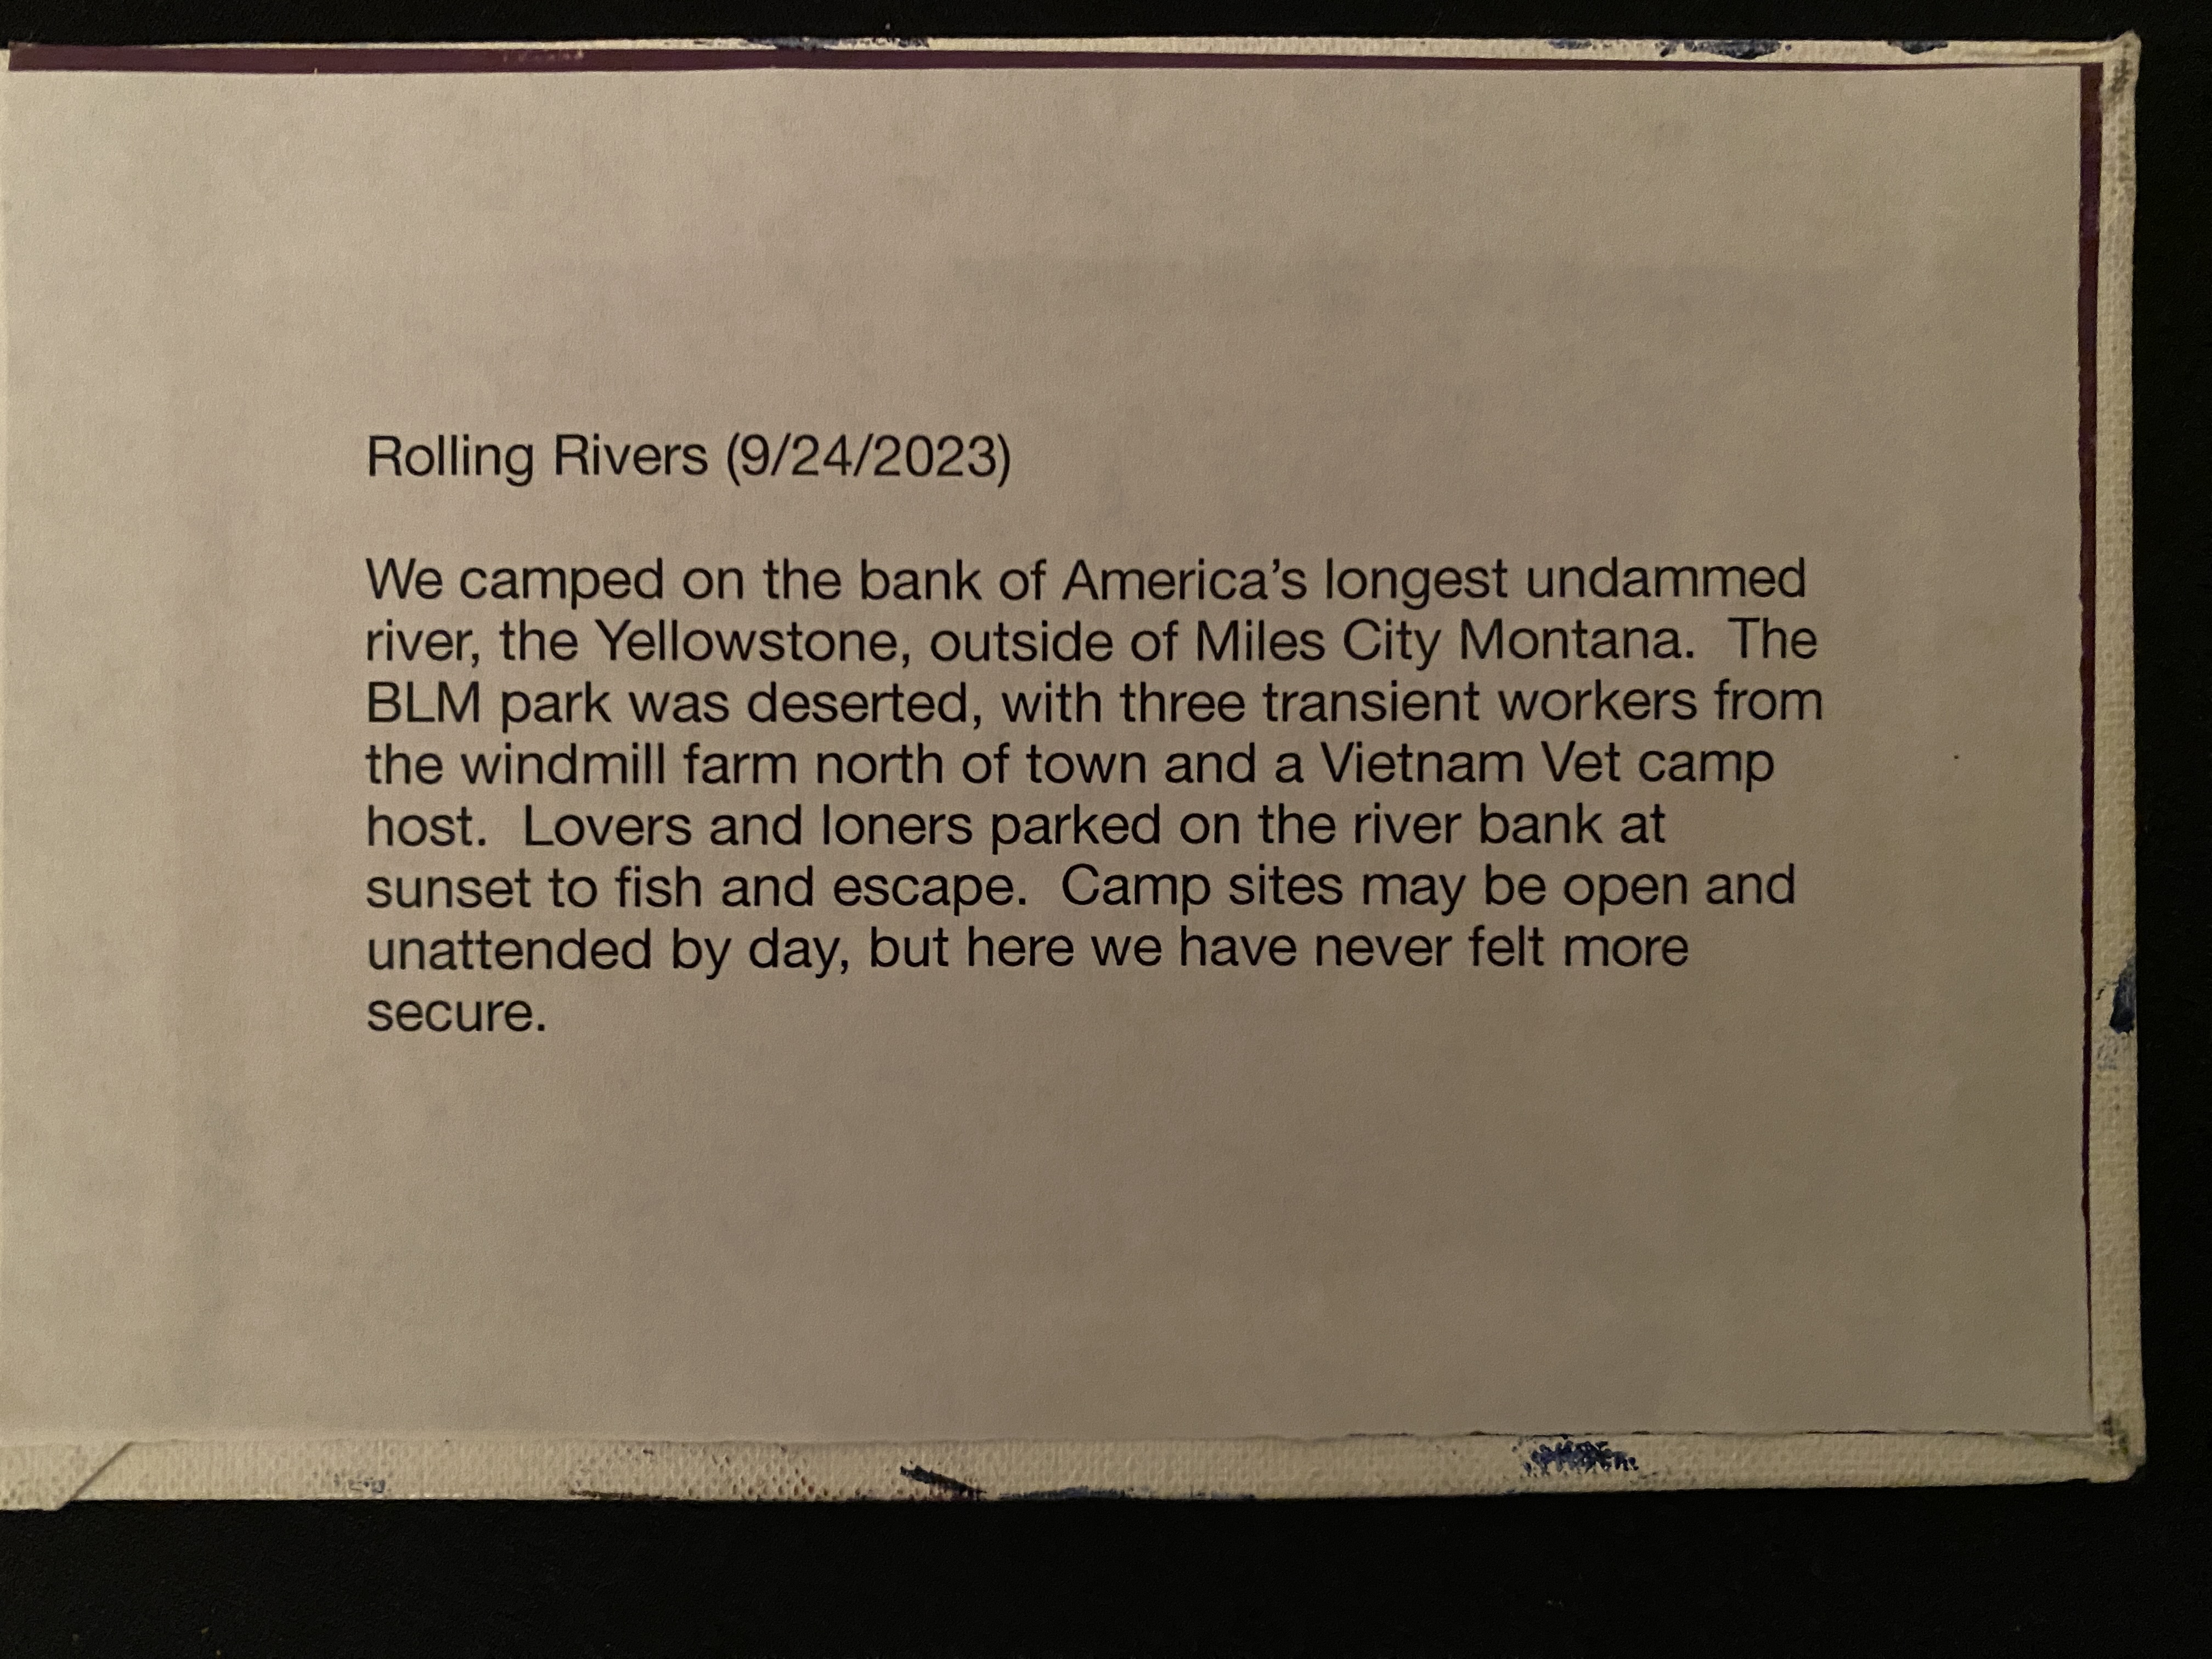 Rolling Rivers (9/24/2023)
We camped on the bank of America’s longest undammed
river, the Yellowstone, outside of Miles City Montana.  The
BLM park was deserted, with three transient workers from
the windmill farm north of town and a Vietnam Vet camp
host.  Lovers and loners parked on the river bank at
sunset to fish and escape.  Camp sites may be open and
unattended by day, but here we have never felt more
secure.